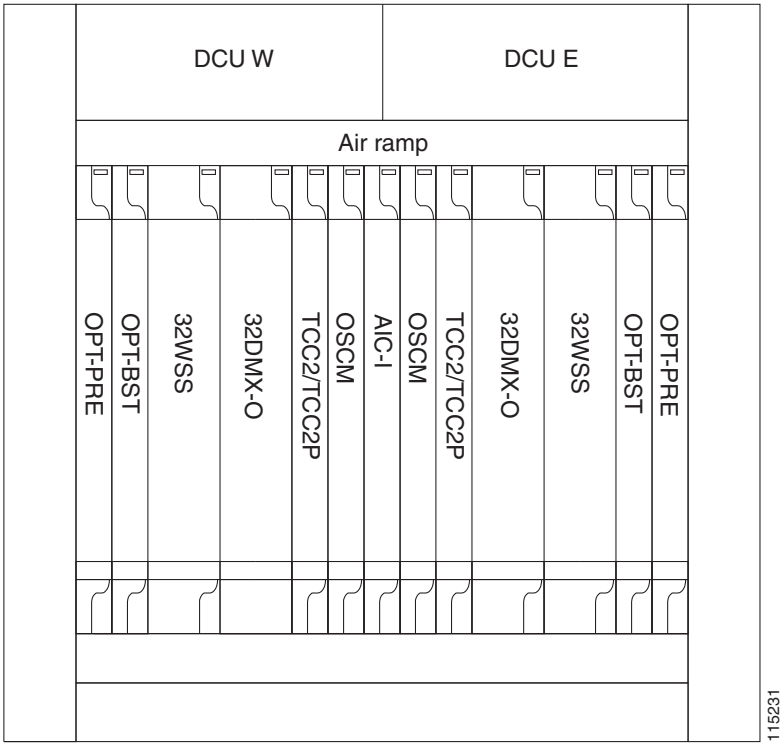 DCU W
DCU E
Air ramp
OPT-PRE
OPT-BST
32WSS
32DMX-O
TCC2/TCC2P
OSCM
AIC-I
OSCM
TCC2/TCC2P
32DMX-O
32WSS
OPT-BST
OPT-PRE
115231